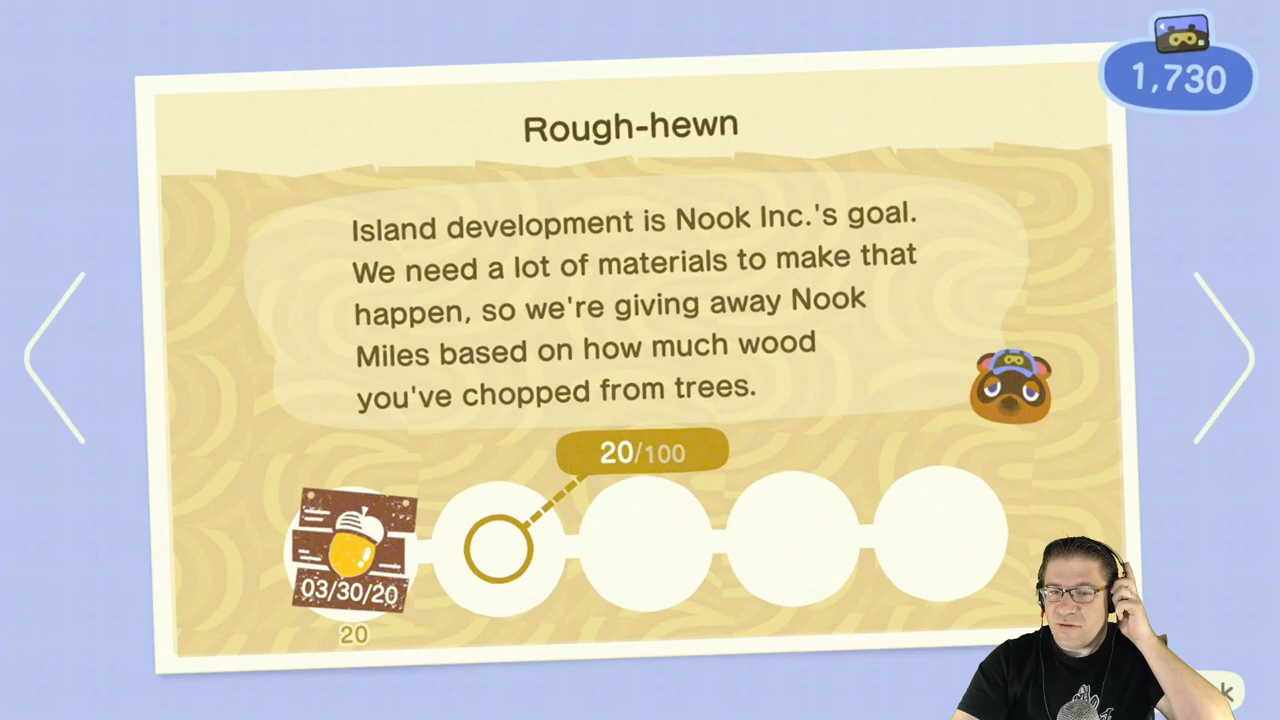 1,730
Rough-hewn
Island development is Nook Inc.'s goal.
We need a lot of materials to make that
happen, so we're giving away Nook
Miles based on how much wood
you've chopped from trees.
20/100
03/30/20
20